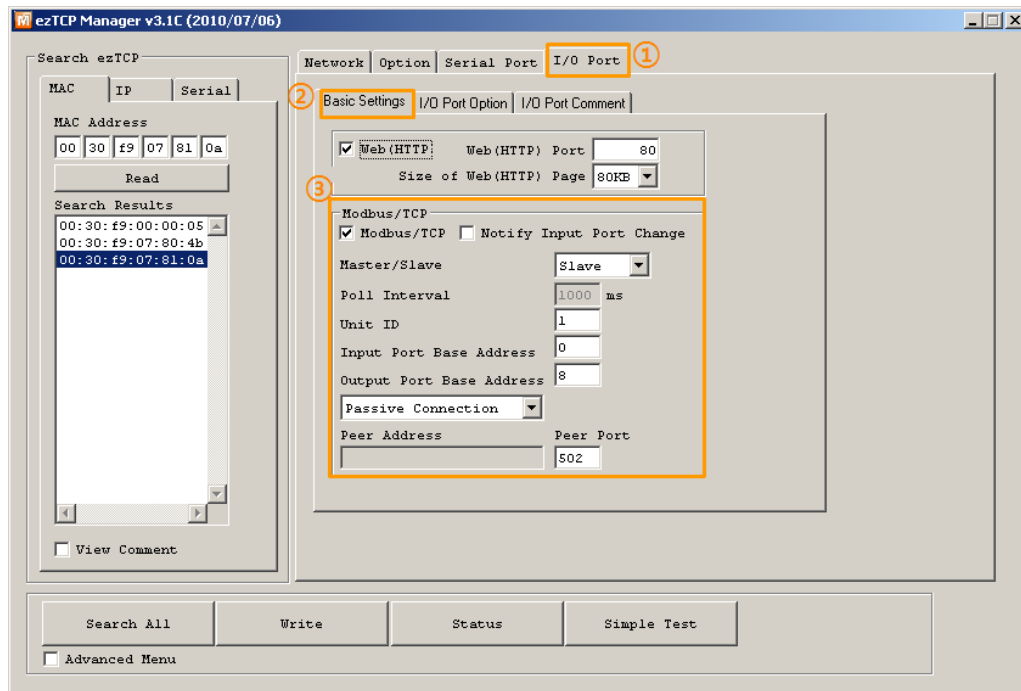 ezTCP Manager v3.1C (2010/07/06)
Search ezTCP
MAC IP Serial
MAC Address
00 30 f9 07 81 0a
Read
Search Results
00:30:f9:00:00:05
00:30:f9:07:80:4b
00:30:f9:07:81:0a
View Comment
Network Option Serial Port I/O Port ①
② Basic Settings I/O Port Option I/O Port Comment
Web(HTTP) Web(HTTP) Port 80
Size of Web(HTTP) Page 80KB
③
Modbus/TCP
Modbus/TCP Notify Input Port Change
Master/Slave Slave
Poll Interval 1000 ms
Unit ID 1
Input Port Base Address 0
Output Port Base Address 8
Passive Connection
Peer Address Peer Port
502
Search All Write Status Simple Test
Advanced Menu